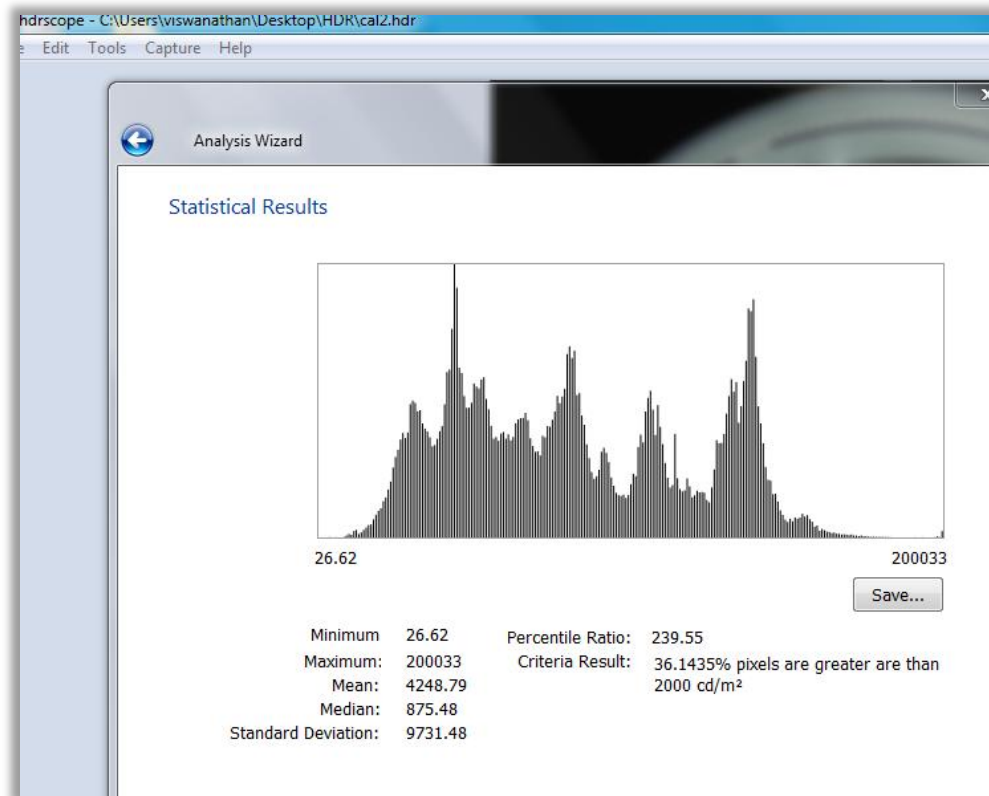 hdrscope - C:\Users\viswanathan\Desktop\HDR\cal2.hdr
Edit Tools Capture Help
Analysis Wizard
Statistical Results
26.62 200033
Save...
Minimum 26.62 Percentile Ratio: 239.55
Maximum: 200033 Criteria Result: 36.1435% pixels are greater are than
Mean: 4248.79 2000 cd/m²
Median: 875.48
Standard Deviation: 9731.48